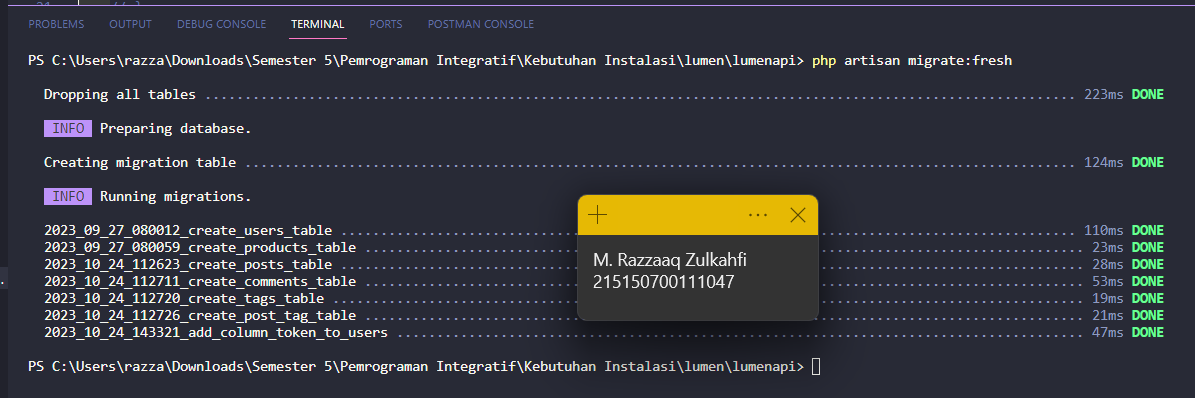 PROBLEMS OUTPUT DEBUG CONSOLE TERMINAL PORTS POSTMAN CONSOLE
PS C:\Users\razza\Downloads\Semester 5\Pemrograman Integratif\Kebutuhan Instalasi\lumen\lumenapi> php artisan migrate:fresh
Dropping all tables ............................................................................................................. 223ms DONE
INFO Preparing database.
Creating migration table ........................................................................................................ 124ms DONE
INFO Running migrations.
2023_09_27_080012_create_users_table ............................................................................................ 110ms DONE
2023_09_27_080059_create_products_table .......................................................................................... 23ms DONE
2023_10_24_112623_create_posts_table ............................................................................................. 28ms DONE
2023_10_24_112711_create_comments_table .......................................................................................... 53ms DONE
2023_10_24_112720_create_tags_table .............................................................................................. 19ms DONE
2023_10_24_112726_create_post_tag_table .......................................................................................... 21ms DONE
2023_10_24_143321_add_column_token_to_users ...................................................................................... 47ms DONE
M. Razzaaq Zulkahfi
215150700111047
PS C:\Users\razza\Downloads\Semester 5\Pemrograman Integratif\Kebutuhan Instalasi\lumen\lumenapi>